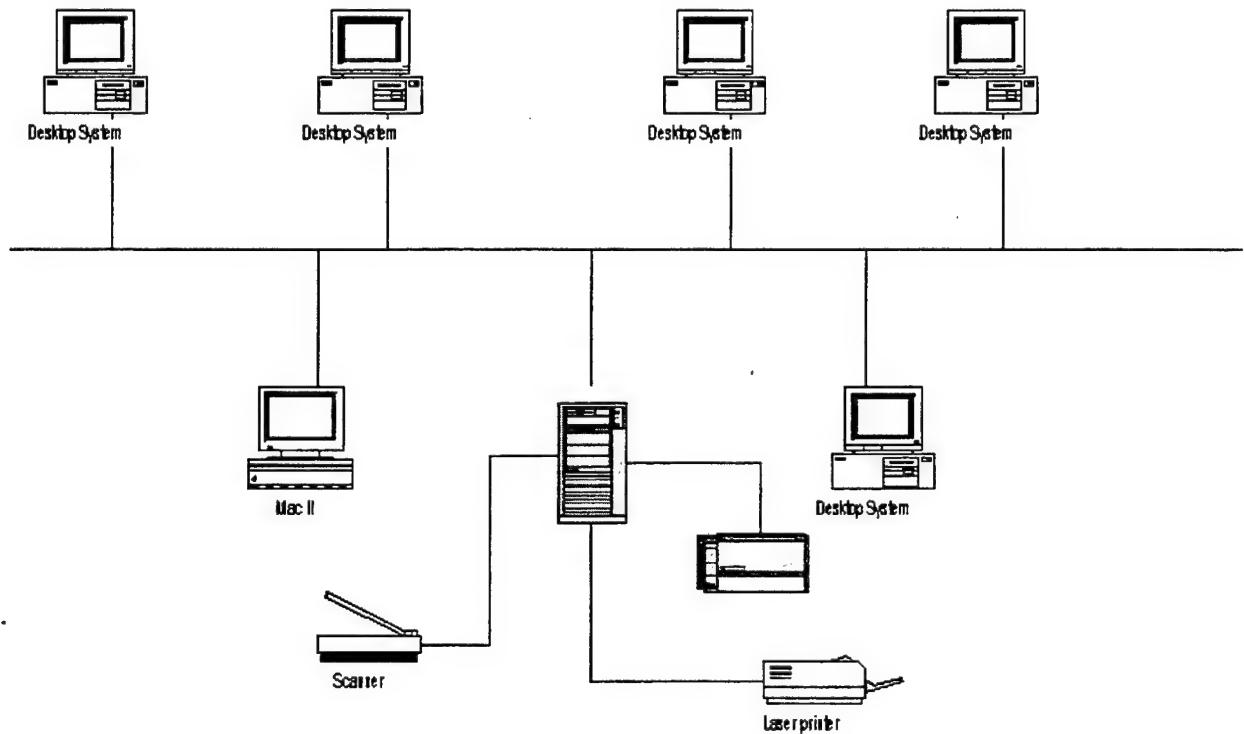 Desktop System
Desktop System
Desktop System
Desktop System
Mac II
Desktop System
Scanner
Laser printer